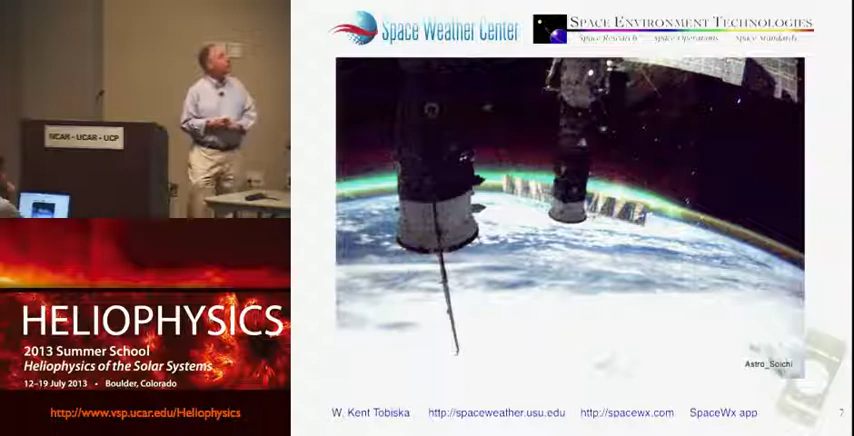 NCAR - UCAR - UCP
HELIOPHYSICS
2013 Summer School
Heliophysics of the Solar Systems
12–19 July 2013 • Boulder, Colorado
http://www.vsp.ucar.edu/Heliophysics
Space Weather Center
SPACE ENVIRONMENT TECHNOLOGIES
Space Research Space Operations Space Standards
Astro_Soichi
W. Kent Tobiska http://spaceweather.usu.edu http://spacewx.com SpaceWx app
7